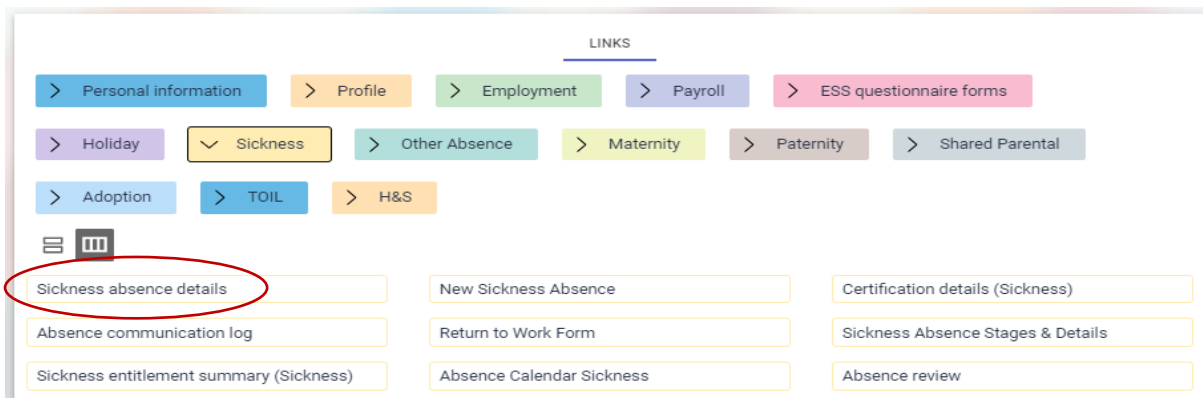 LINKS
Personal information Profile Employment Payroll ESS questionnaire forms
Holiday Sickness Other Absence Maternity Paternity Shared Parental
Adoption TOIL H&S
Sickness absence details New Sickness Absence Certification details (Sickness)
Absence communication log Return to Work Form Sickness Absence Stages & Details
Sickness entitlement summary (Sickness) Absence Calendar Sickness Absence review